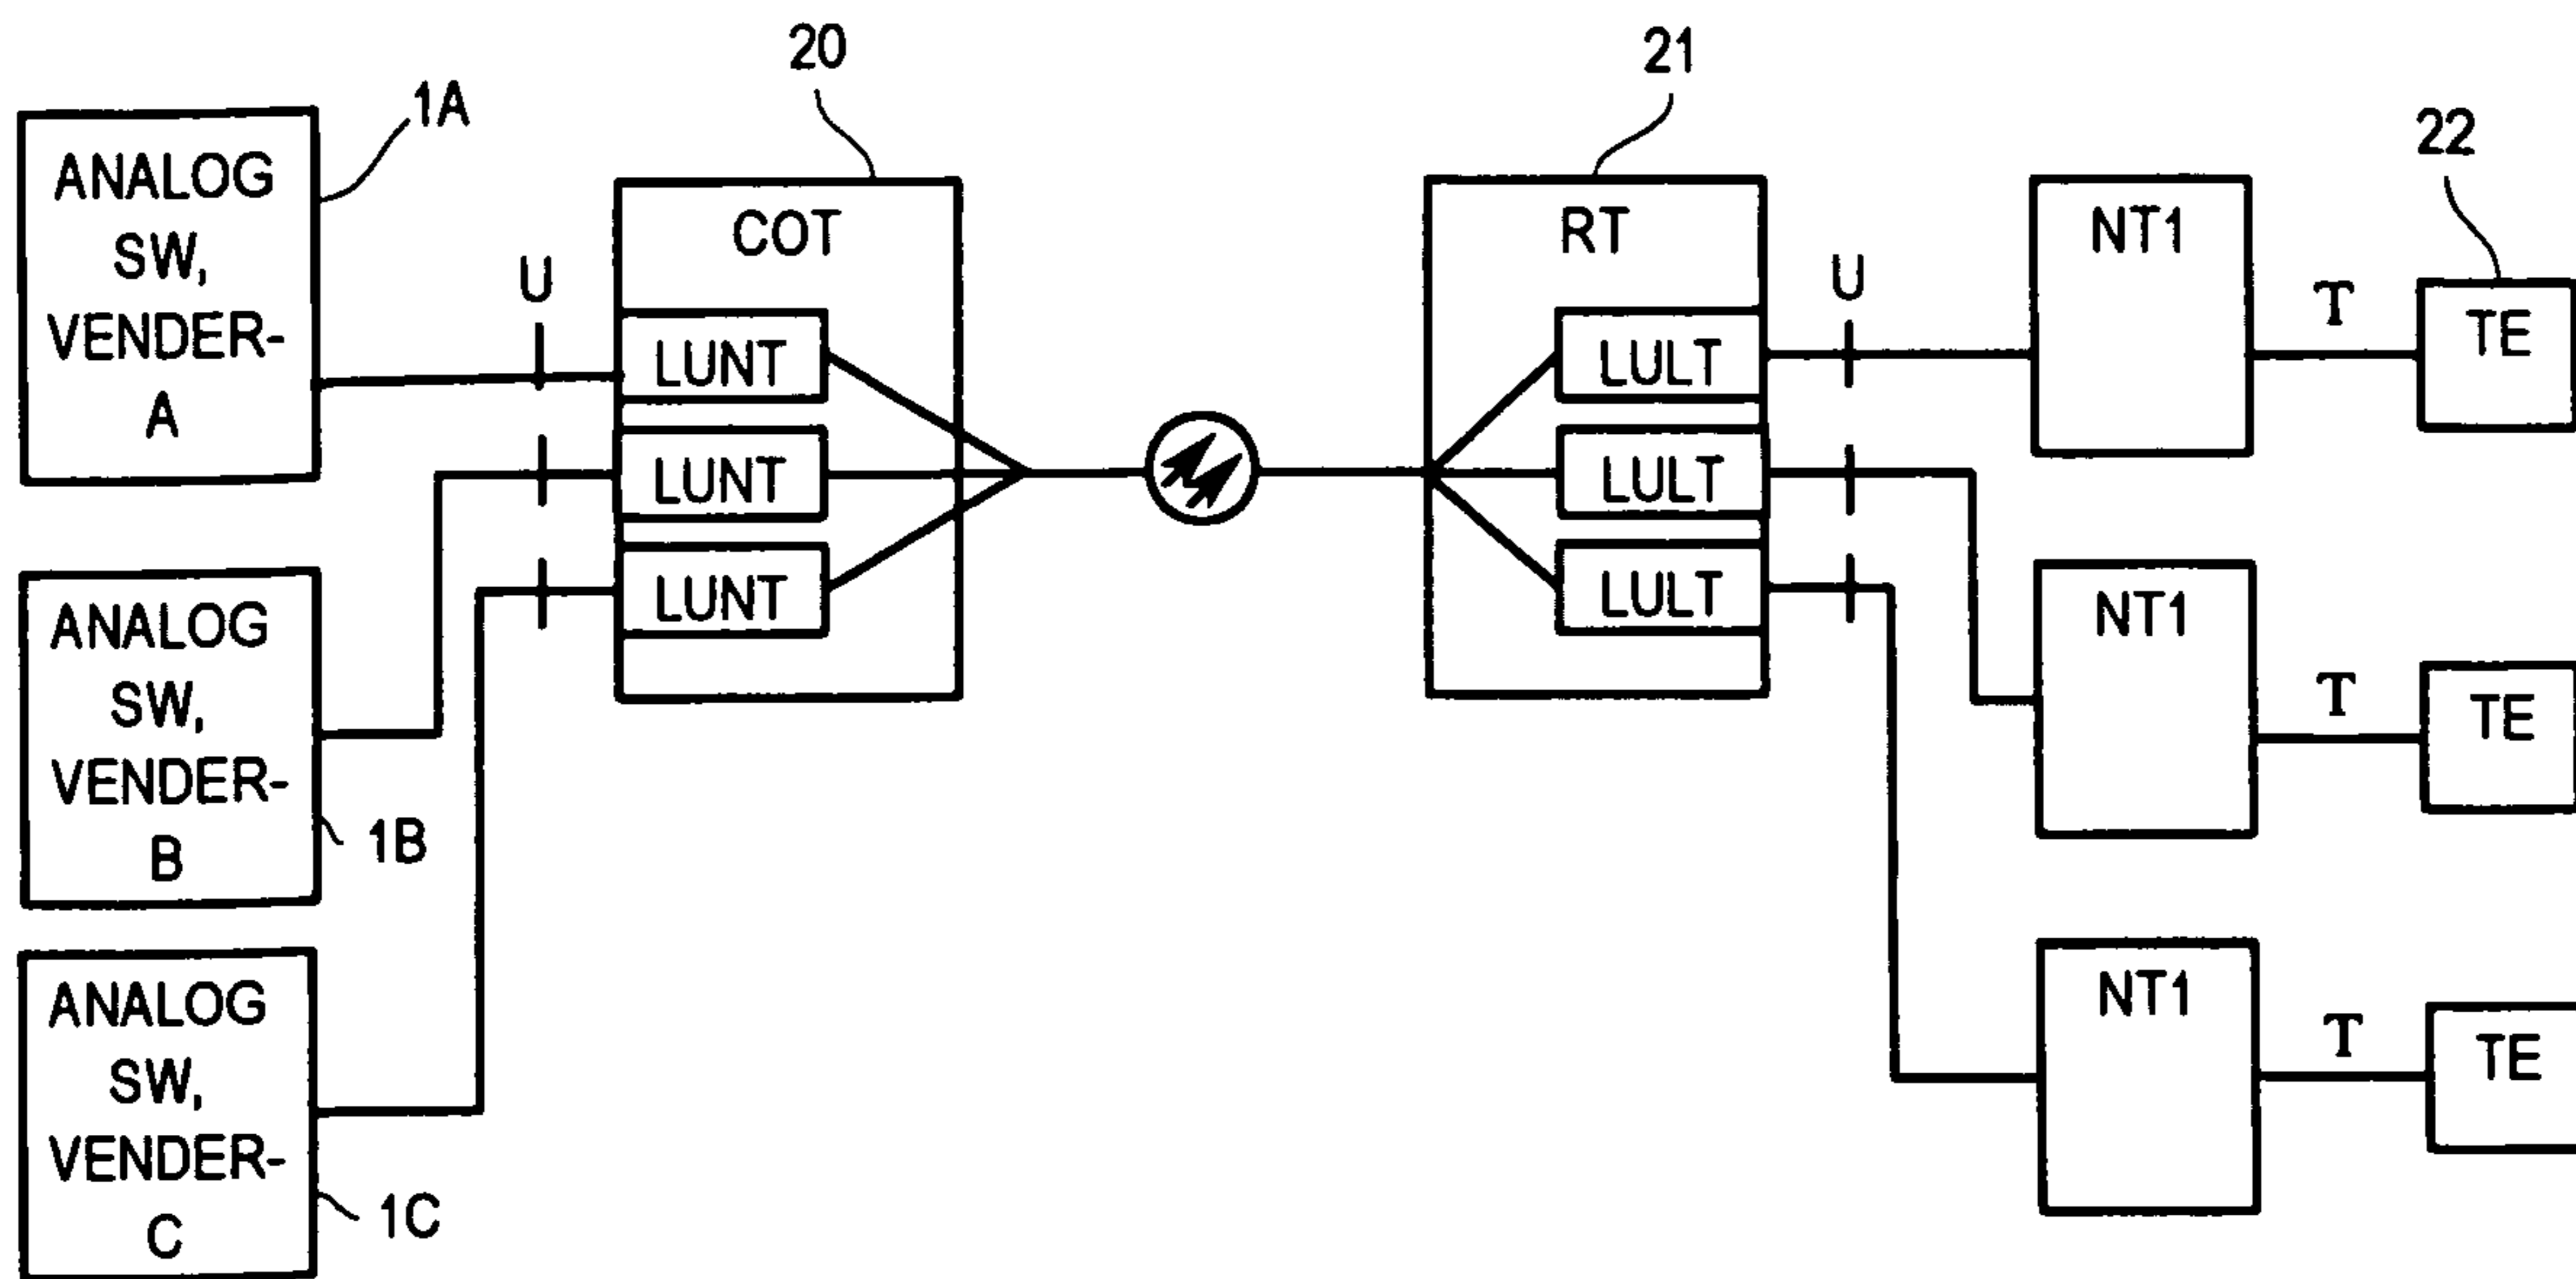 20
21
1A
22
ANALOG
SW,
VENDER-
A
U
COT
LUNT
LUNT
LUNT
RT
LULT
LULT
LULT
U
NT1
T
TE
ANALOG
SW,
VENDER-
B
1B
NT1
T
TE
ANALOG
SW,
VENDER-
C
1C
NT1
T
TE